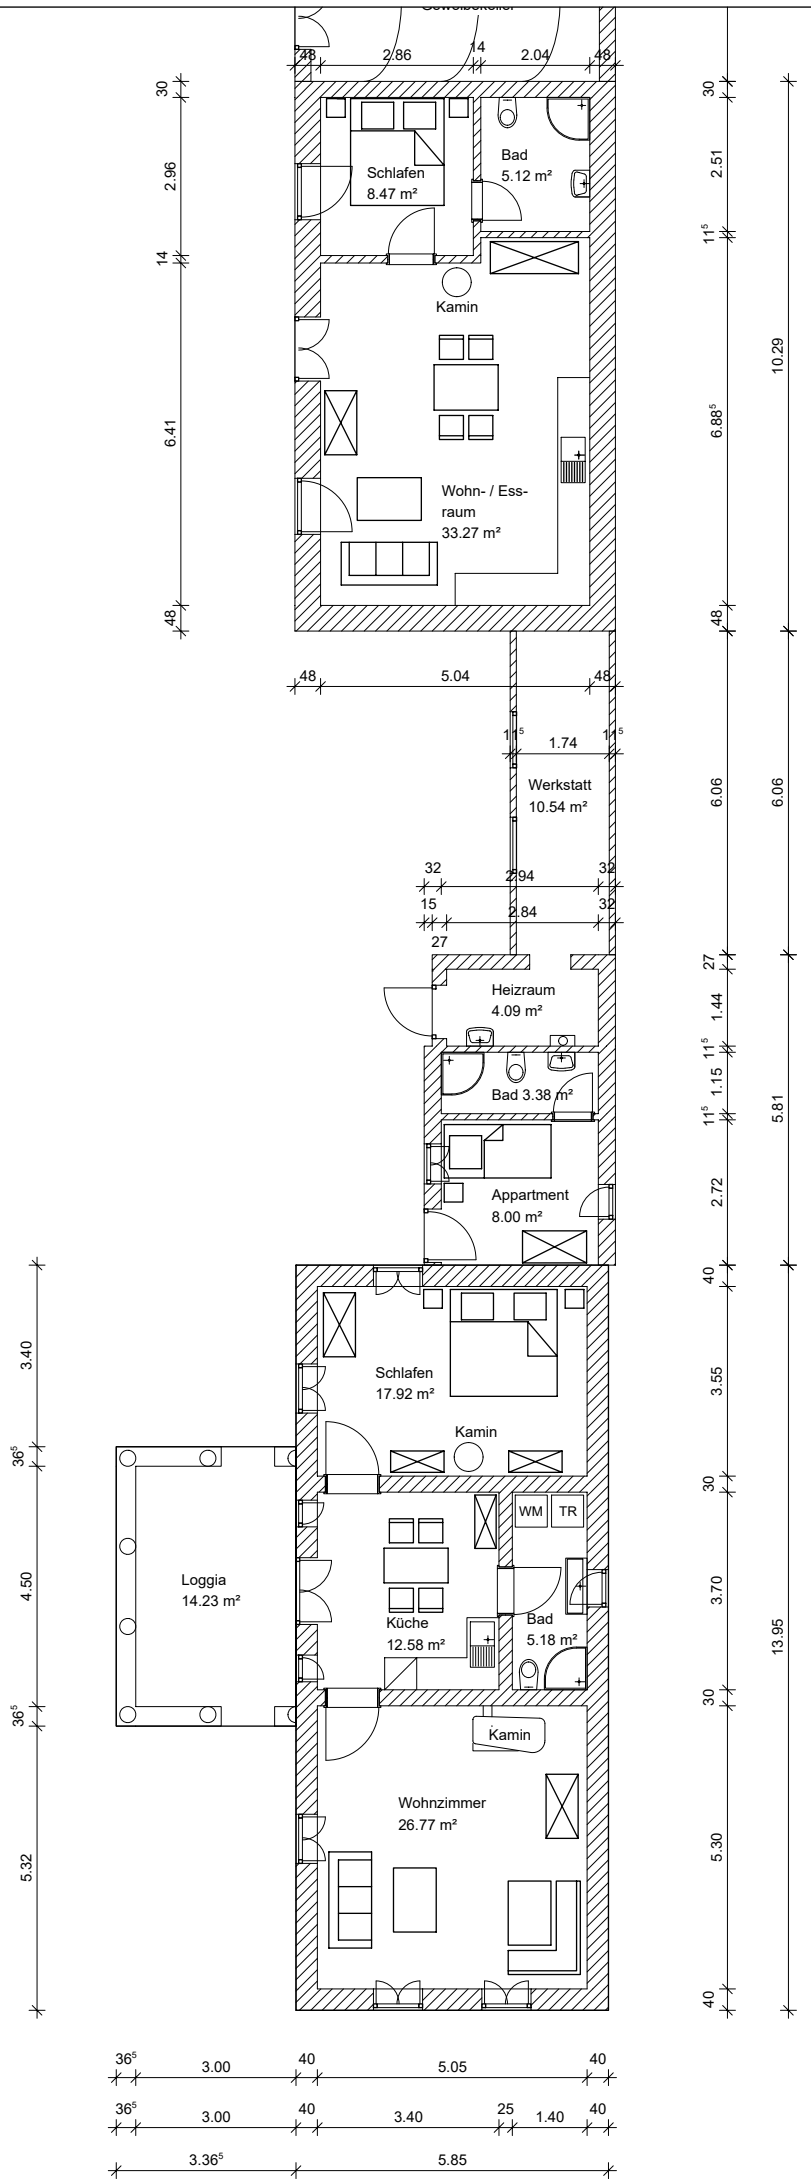 Gewölbekeller
48
2.86
14
2.04
48
30
2.96
14
6.41
48
30
2.51
11⁵
6.88⁵
48
10.29
Schlafen
8.47 m²
Bad
5.12 m²
Kamin
Wohn- / Ess-
raum
33.27 m²
48
5.04
48
11⁵
1.74
11⁵
Werkstatt
10.54 m²
6.06
6.06
32
2.94
32
15
2.84
32
27
Heizraum
4.09 m²
Bad 3.38 m²
Appartment
8.00 m²
27
1.44
11⁵
1.15
11⁵
2.72
5.81
40
3.55
30
3.70
30
5.30
40
13.95
Schlafen
17.92 m²
Kamin
WM
TR
Küche
12.58 m²
Bad
5.18 m²
Loggia
14.23 m²
Kamin
Wohnzimmer
26.77 m²
3.40
36⁵
4.50
36⁵
5.32
36⁵
3.00
40
5.05
40
36⁵
3.00
40
3.40
25
1.40
40
3.36⁵
5.85